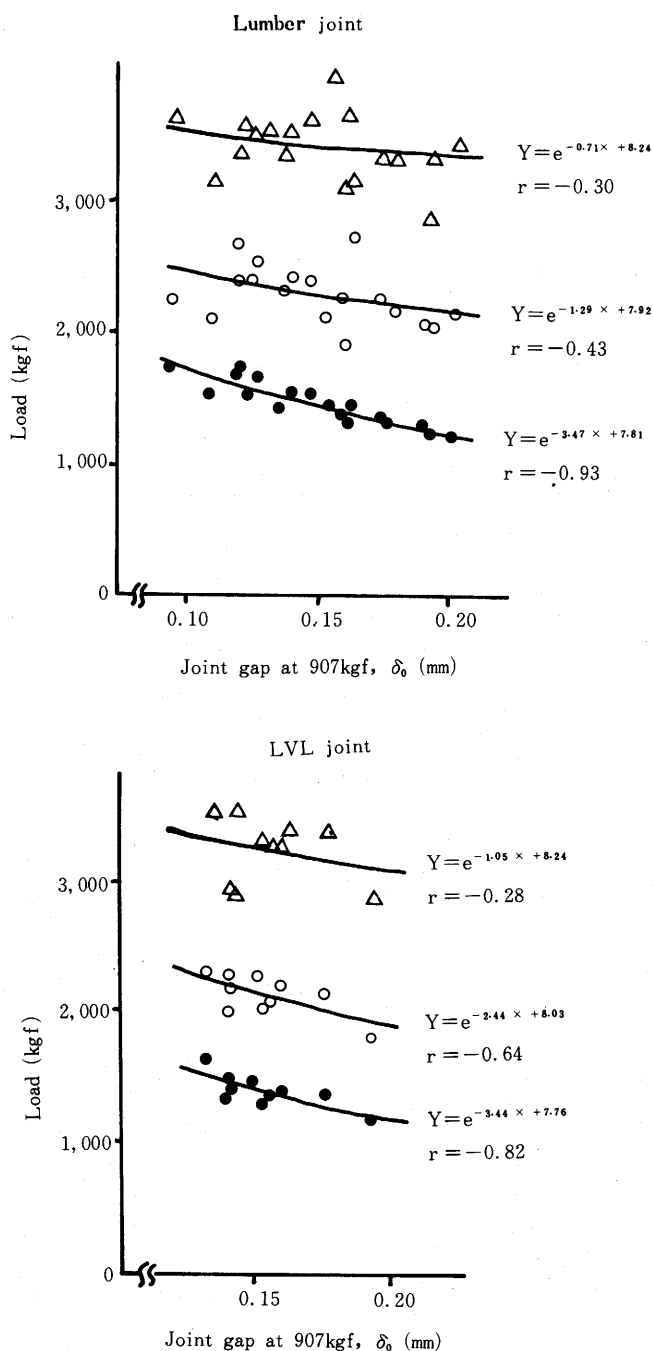 Lumber joint
Y=e^-0.71× +8.24
r=-0.30
3,000
Y=e^-1.29 × +7.92
r=-0.43
2,000
Load (kgf)
Y=e^-3.47 × +7.81
r=-0.93
1,000
0
0.10 0.15 0.20
Joint gap at 907kgf, δ₀ (mm)
LVL joint
Y=e^-1.05 × +8.24
r=-0.28
3,000
Y=e^-2.44 × +8.03
r=-0.64
2,000
Load (kgf)
Y=e^-3.44 × +7.76
r=-0.82
1,000
0
0.15 0.20
Joint gap at 907kgf, δ₀ (mm)